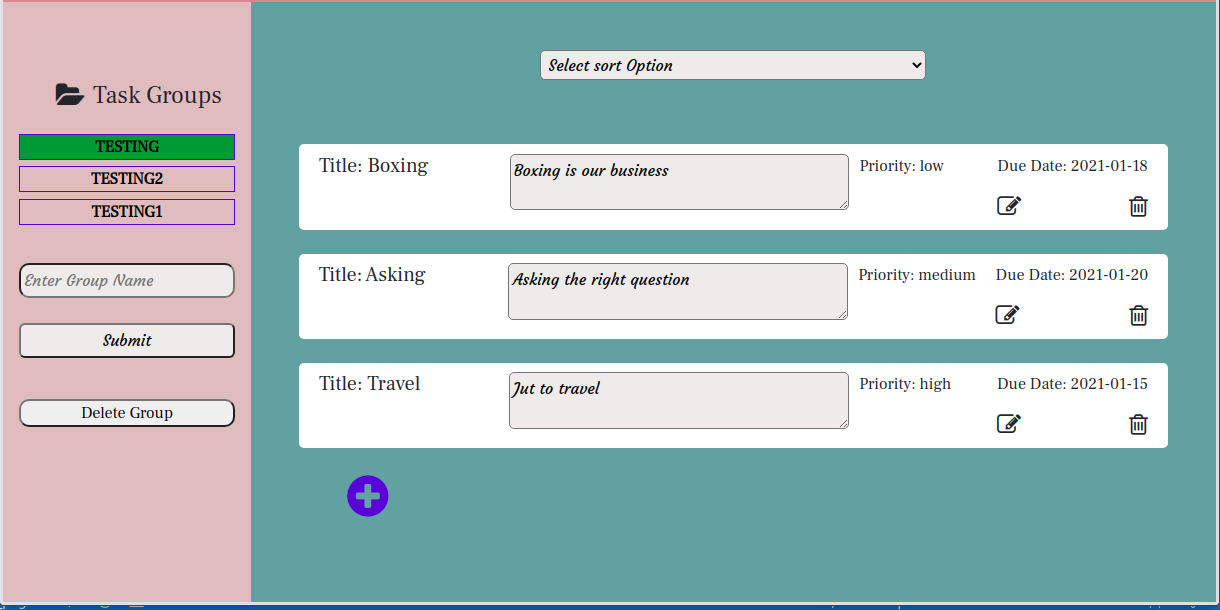 Select sort Option
Task Groups
TESTING
TESTING2
TESTING1
Enter Group Name
Submit
Delete Group
Title: Boxing
Boxing is our business
Priority: low
Due Date: 2021-01-18
Title: Asking
Asking the right question
Priority: medium
Due Date: 2021-01-20
Title: Travel
Jut to travel
Priority: high
Due Date: 2021-01-15